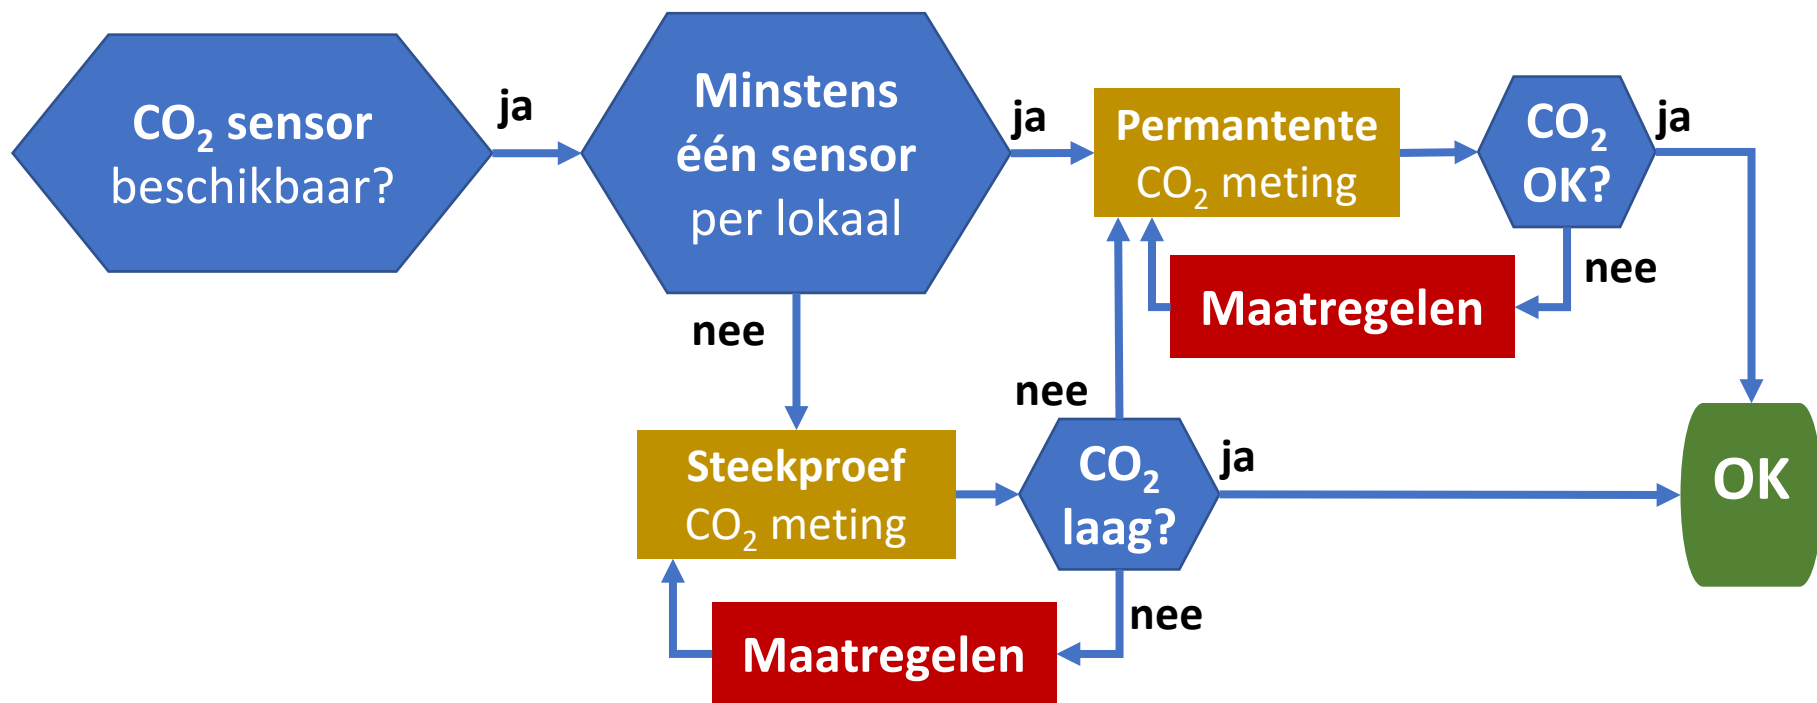 CO₂ sensor
beschikbaar?
ja
Minstens
één sensor
per lokaal
ja
Permantente
CO₂ meting
CO₂
OK?
ja
nee
Maatregelen
nee
nee
Steekproef
CO₂ meting
CO₂
laag?
ja
OK
nee
Maatregelen